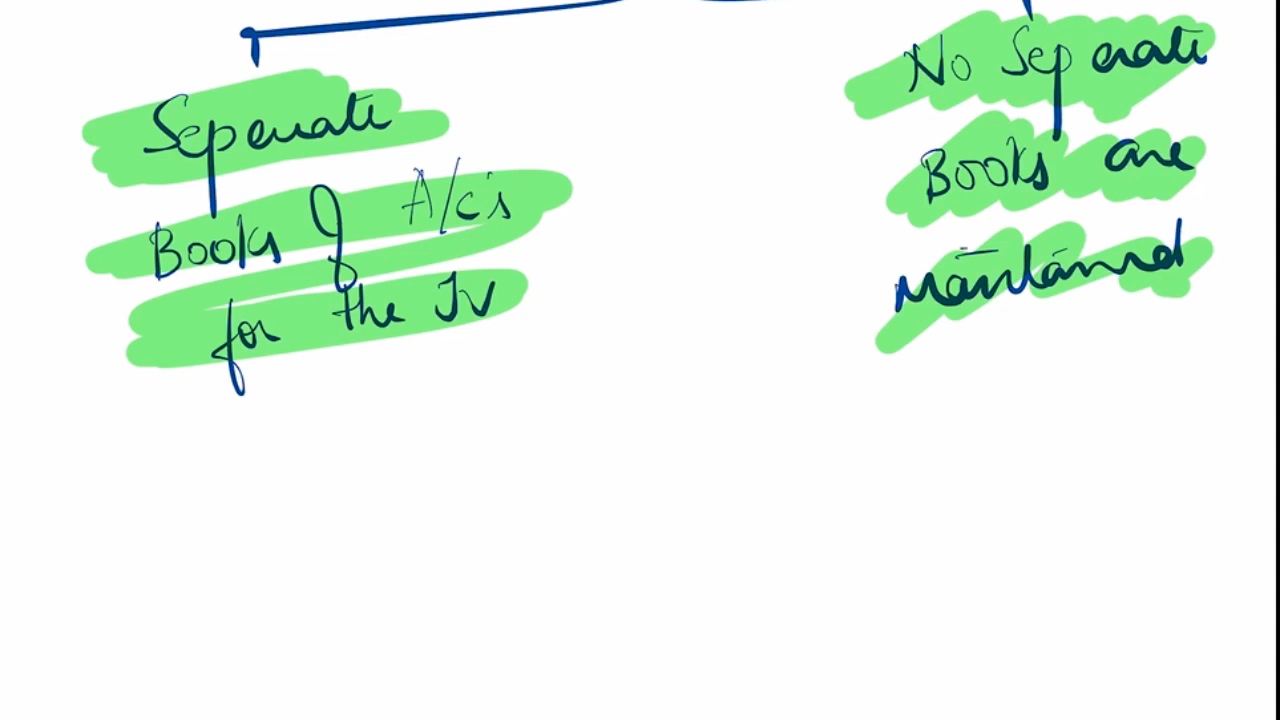 Seperate
Books of A/c's
for the JV
No Seperate
Books are
Maintained